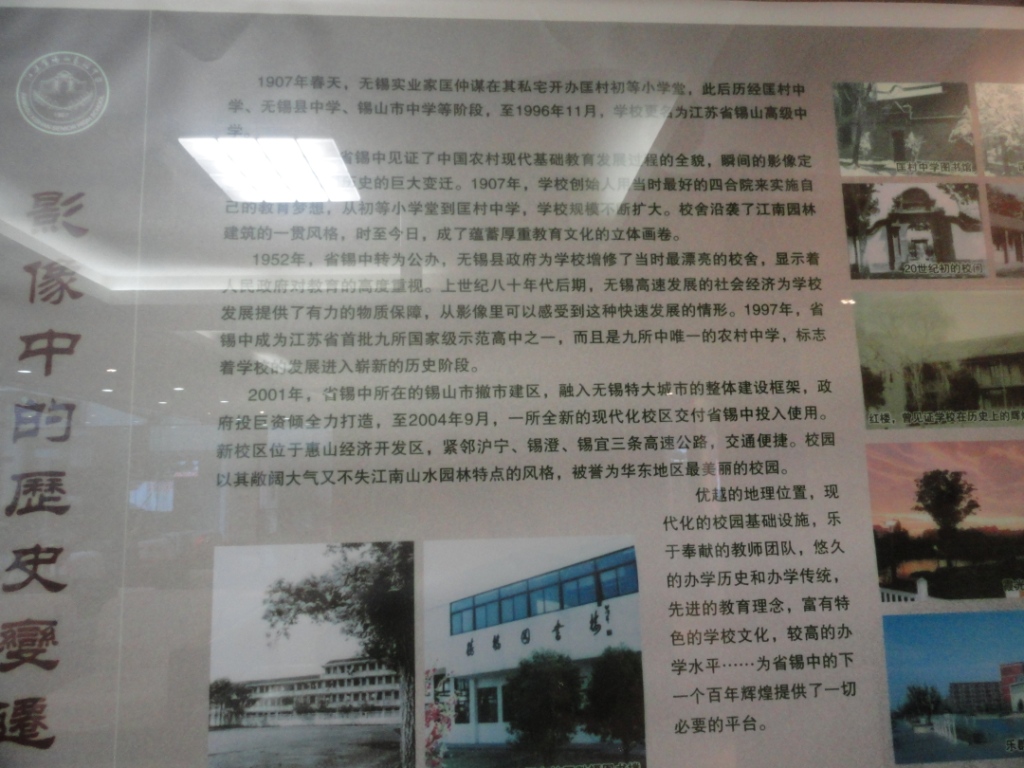 影像中的歷史變遷
1907年春天，无锡实业家匡仲谋在其私宅开办匡村初等小学堂，此后历经匡村中
学、无锡县中学、锡山市中学等阶段，至1996年11月，学校更名为江苏省锡山高级中
学。
省锡中见证了中国农村现代基础教育发展过程的全貌，瞬间的影像定
历史的巨大变迁。1907年，学校创始人用当时最好的四合院来实施自
己的教育梦想，从初等小学堂到匡村中学，学校规模不断扩大。校舍沿袭了江南园林
建筑的一贯风格，时至今日，成了蕴蓄厚重教育文化的立体画卷。
1952年，省锡中转为公办，无锡县政府为学校增修了当时最漂亮的校舍，显示着
人民政府对教育的高度重视。上世纪八十年代后期，无锡高速发展的社会经济为学校
发展提供了有力的物质保障，从影像里可以感受到这种快速发展的情形。1997年，省
锡中成为江苏省首批九所国家级示范高中之一，而且是九所中唯一的农村中学，标志
着学校的发展进入崭新的历史阶段。
2001年，省锡中所在的锡山市撤市建区，融入无锡特大城市的整体建设框架，政
府设巨资倾全力打造，至2004年9月，一所全新的现代化校区交付省锡中投入使用。
新校区位于惠山经济开发区，紧邻沪宁、锡澄、锡宜三条高速公路，交通便捷。校园
以其敞阔大气又不失江南山水园林特点的风格，被誉为华东地区最美丽的校园。
优越的地理位置，现
代化的校园基础设施，乐
于奉献的教师团队，悠久
的办学历史和办学传统，
先进的教育理念，富有特
色的学校文化，较高的办
学水平……为省锡中的下
一个百年辉煌提供了一切
必要的平台。
匡村中学图书馆
20世纪初的校门
红楼，曾见证学校在历史上的辉
图书楼